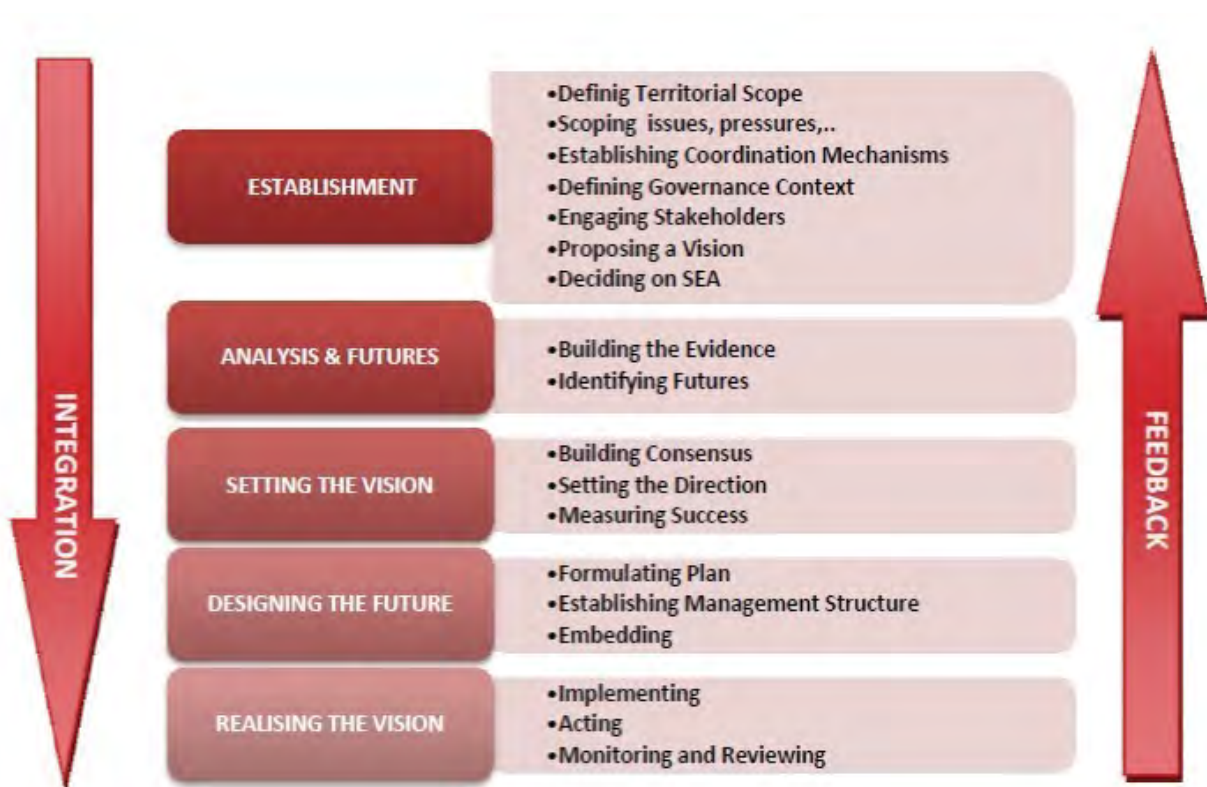 INTEGRATION
ESTABLISHMENT
•Definig Territorial Scope
•Scoping issues, pressures,..
•Establishing Coordination Mechanisms
•Defining Governance Context
•Engaging Stakeholders
•Proposing a Vision
•Deciding on SEA
ANALYSIS & FUTURES
•Building the Evidence
•Identifying Futures
SETTING THE VISION
•Building Consensus
•Setting the Direction
•Measuring Success
DESIGNING THE FUTURE
•Formulating Plan
•Establishing Management Structure
•Embedding
REALISING THE VISION
•Implementing
•Acting
•Monitoring and Reviewing
FEEDBACK